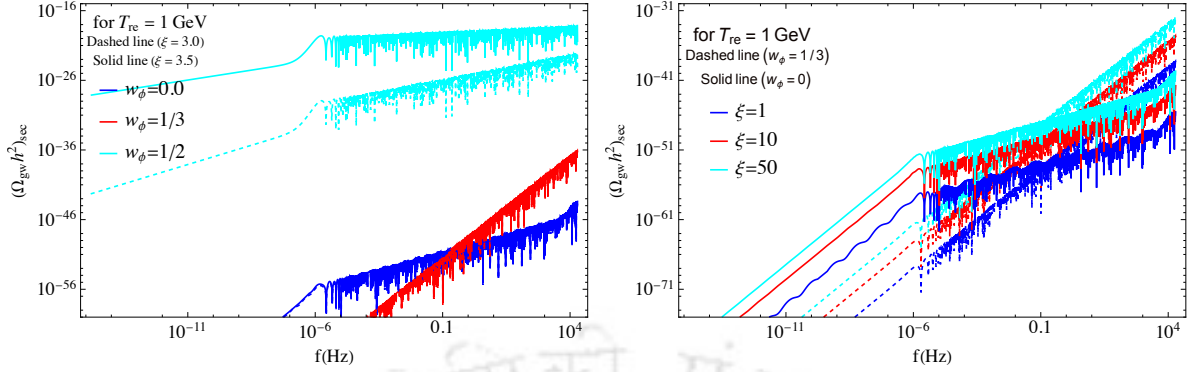 for T_re = 1 GeV
Dashed line (ξ = 3.0)
Solid line (ξ = 3.5)
w_ϕ=0.0
w_ϕ=1/3
w_ϕ=1/2
(Ω_gw h²)_sec
10^-16
10^-26
10^-36
10^-46
10^-56
10^-11
10^-6
0.1
10^4
f(Hz)
for T_re = 1 GeV
Dashed line (w_ϕ = 1/3)
Solid line (w_ϕ = 0)
ξ=1
ξ=10
ξ=50
(Ω_gw h²)_sec
10^-31
10^-41
10^-51
10^-61
10^-71
10^-11
10^-6
0.1
10^4
f(Hz)